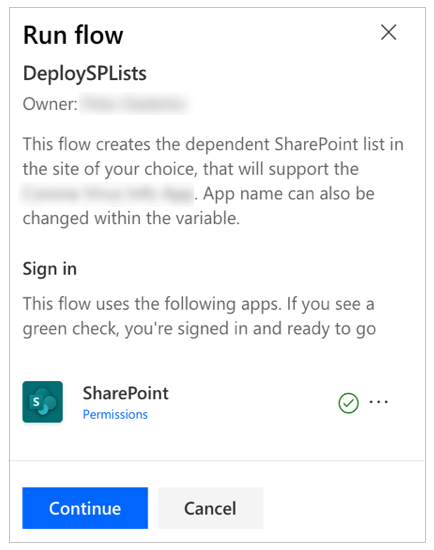 Run flow
DeploySPLists
Owner:
This flow creates the dependent SharePoint list in
the site of your choice, that will support the
. App name can also be
changed within the variable.
Sign in
This flow uses the following apps. If you see a
green check, you're signed in and ready to go
S
SharePoint
Permissions
Continue
Cancel